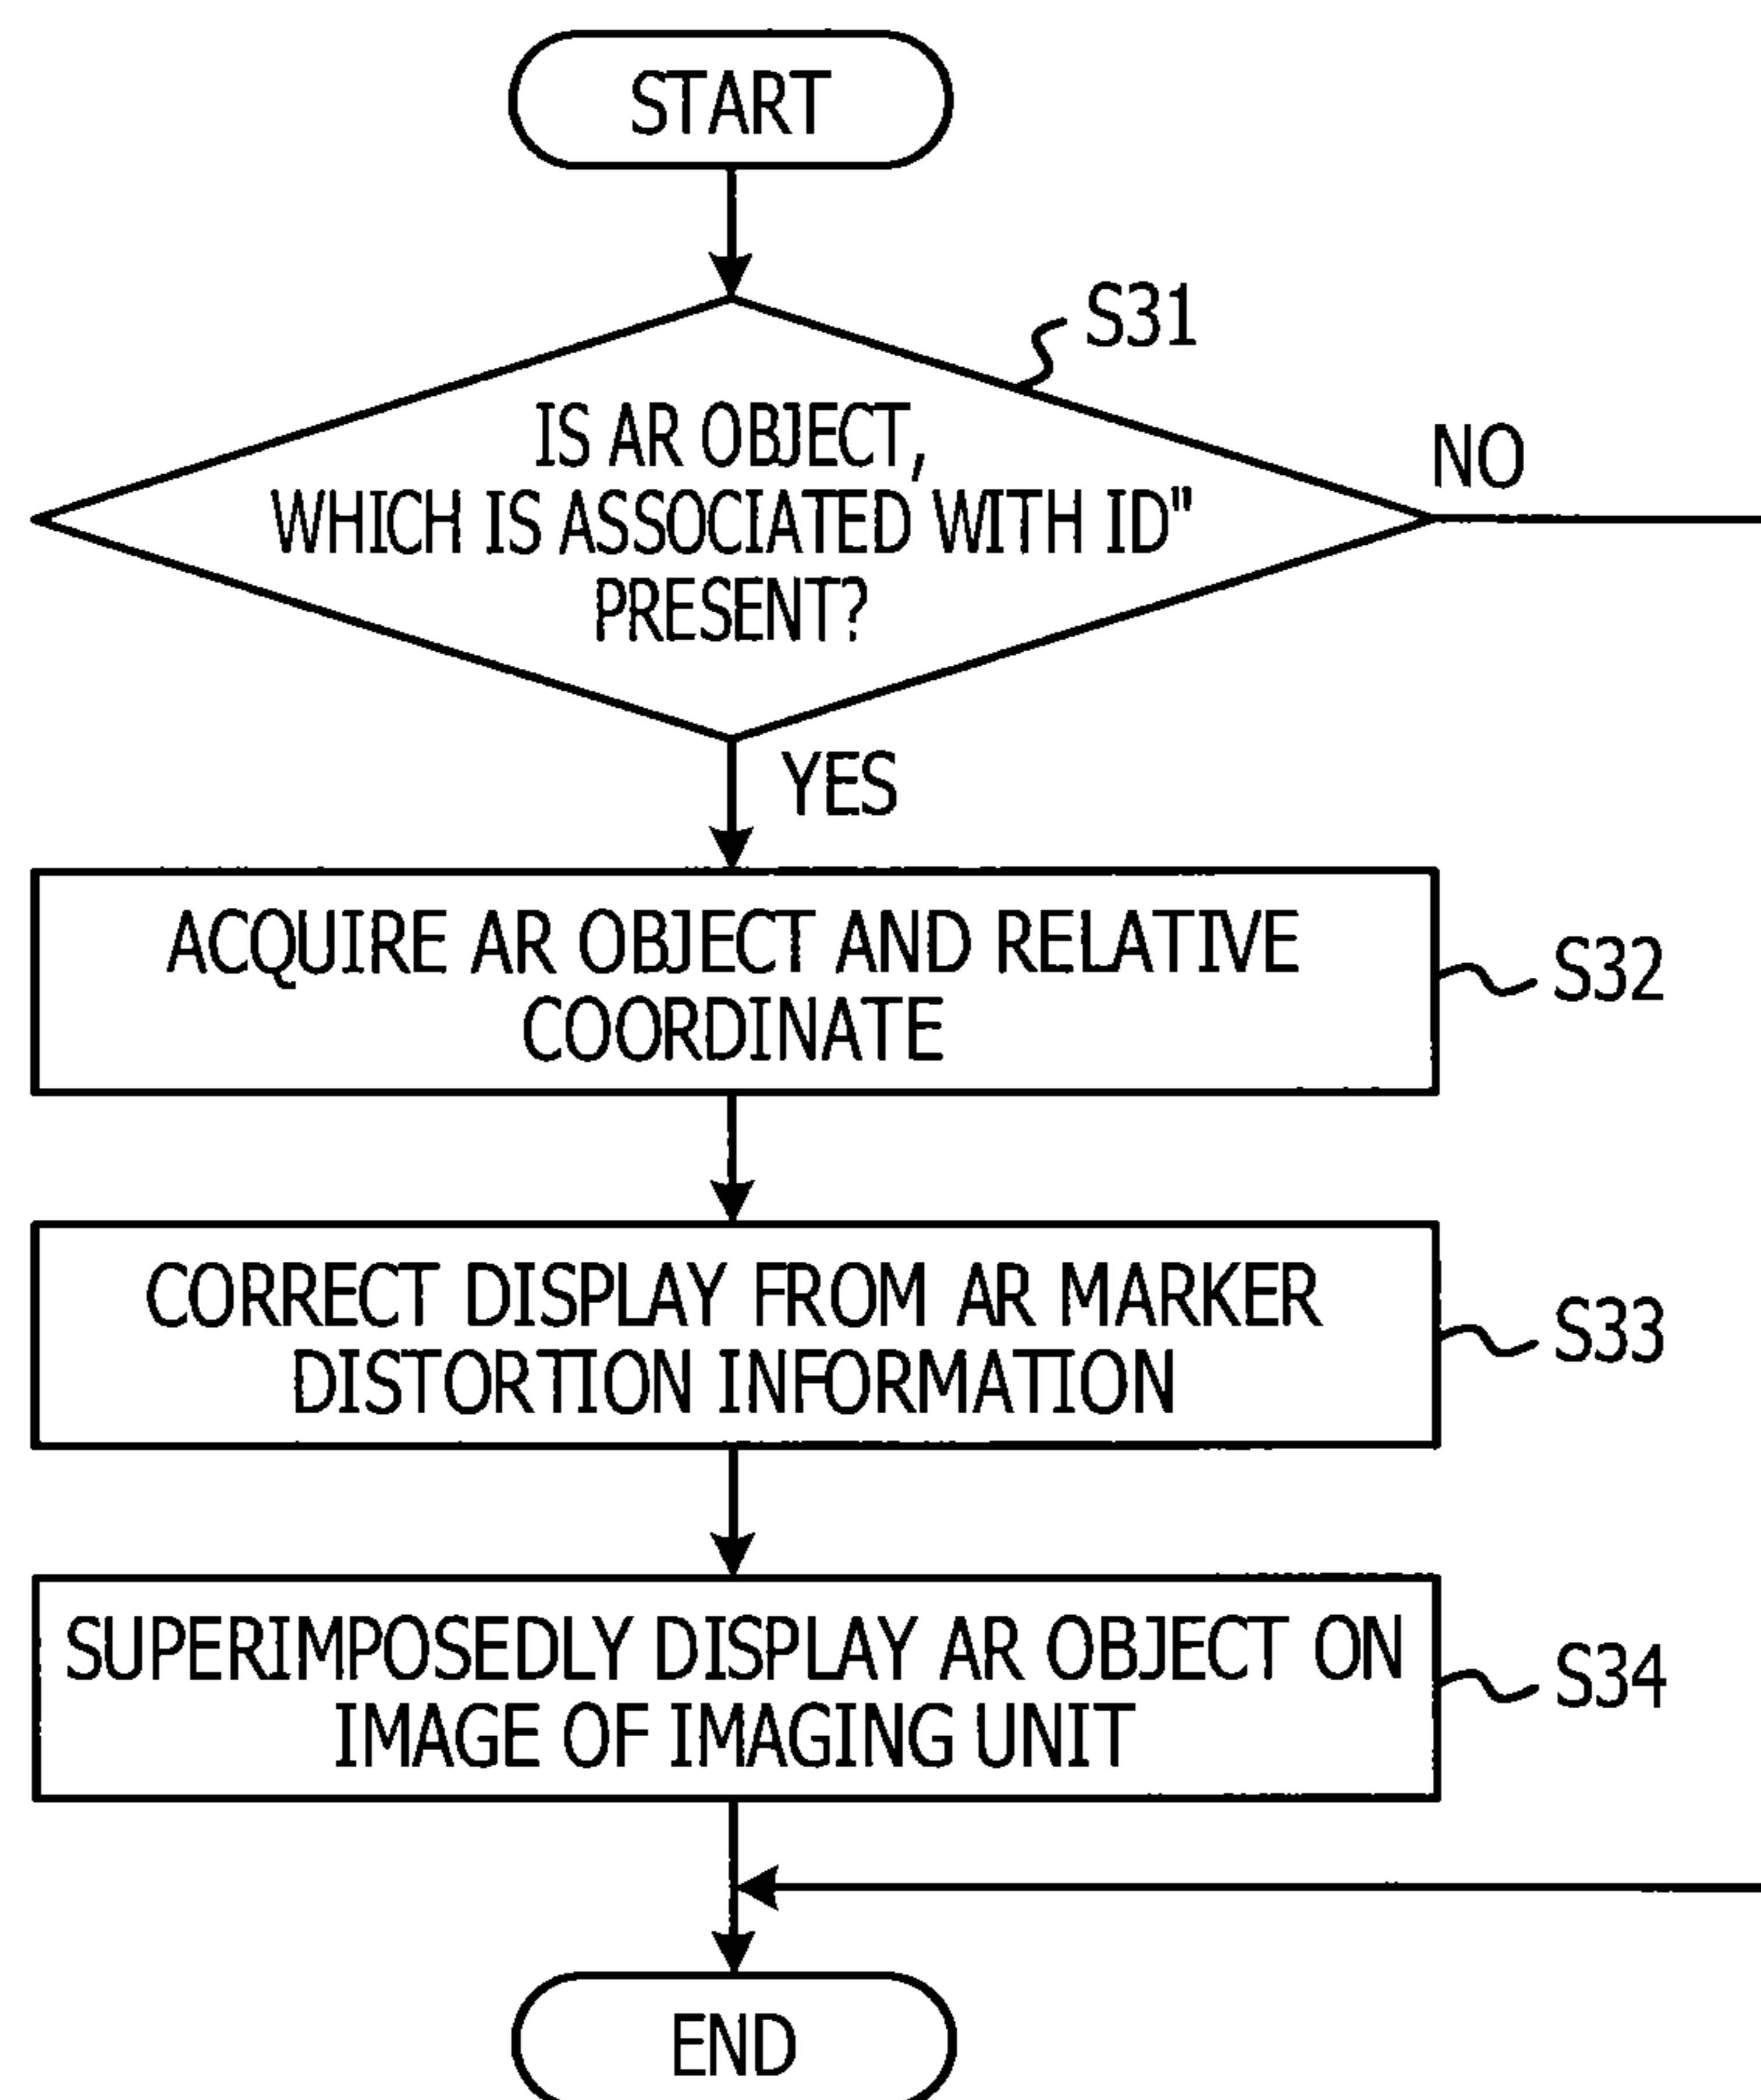 START
S31
IS AR OBJECT,
WHICH IS ASSOCIATED WITH ID"
PRESENT?
NO
YES
ACQUIRE AR OBJECT AND RELATIVE
COORDINATE
S32
CORRECT DISPLAY FROM AR MARKER
DISTORTION INFORMATION
S33
SUPERIMPOSEDLY DISPLAY AR OBJECT ON
IMAGE OF IMAGING UNIT
S34
END